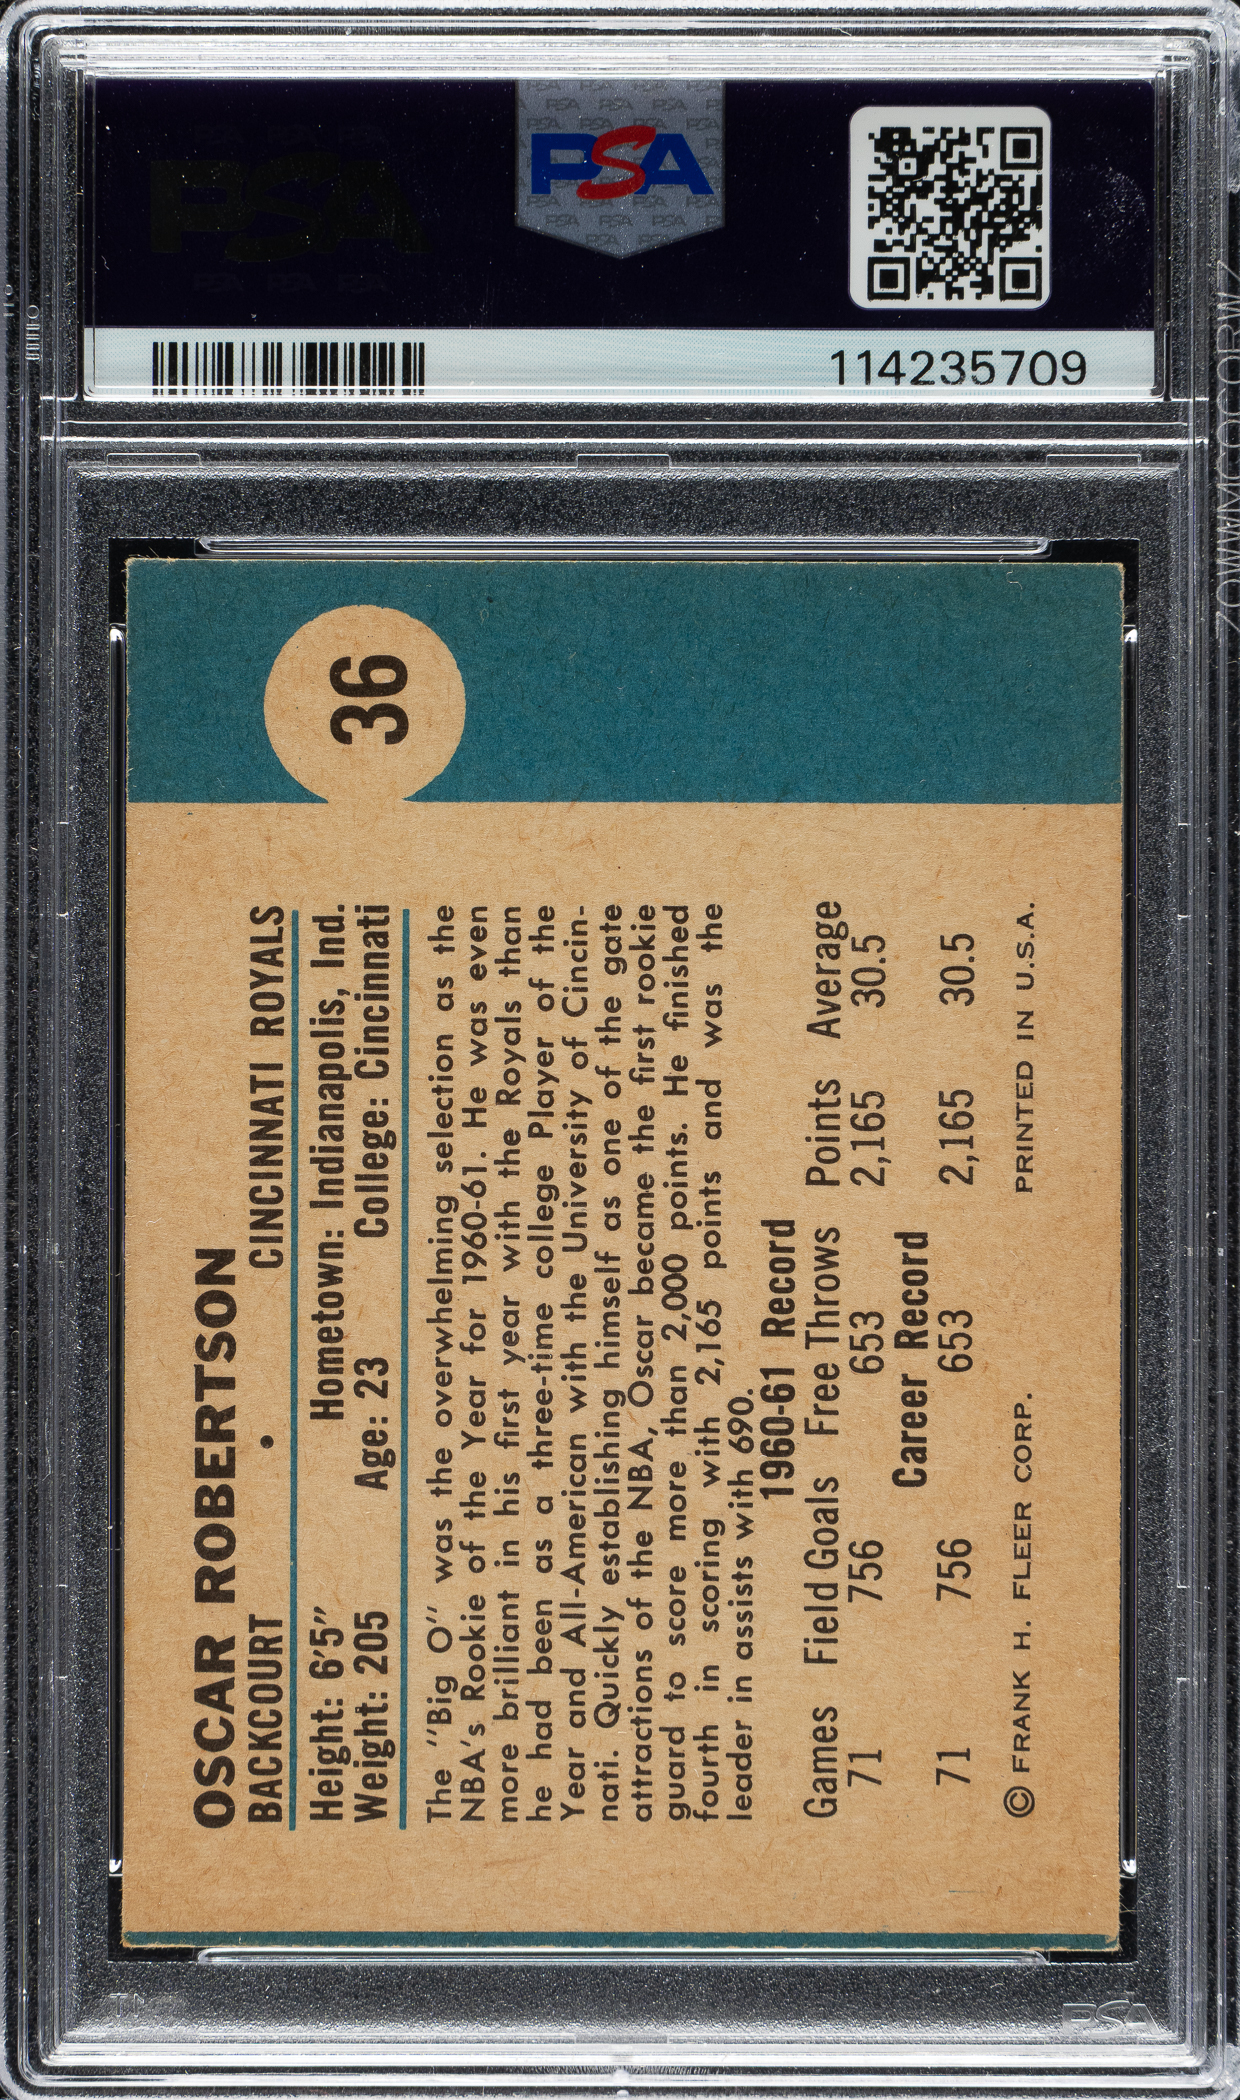 PSA
114235709
36
OSCAR ROBERTSON
BACKCOURT • CINCINNATI ROYALS
Height: 6'5" Hometown: Indianapolis, Ind.
Weight: 205 Age: 23 College: Cincinnati
The "Big O" was the overwhelming selection as the
NBA's Rookie of the Year for 1960-61. He was even
more brilliant in his first year with the Royals than
he had been as a three-time college Player of the
Year and All-American with the University of Cincin-
nati. Quickly establishing himself as one of the gate
attractions of the NBA, Oscar became the first rookie
guard to score more than 2,000 points. He finished
fourth in scoring with 2,165 points and was the
leader in assists with 690.
1960-61 Record
Games Field Goals Free Throws Points Average
71 756 653 2,165 30.5
Career Record
71 756 653 2,165 30.5
© FRANK H. FLEER CORP. PRINTED IN U.S.A.
PSA